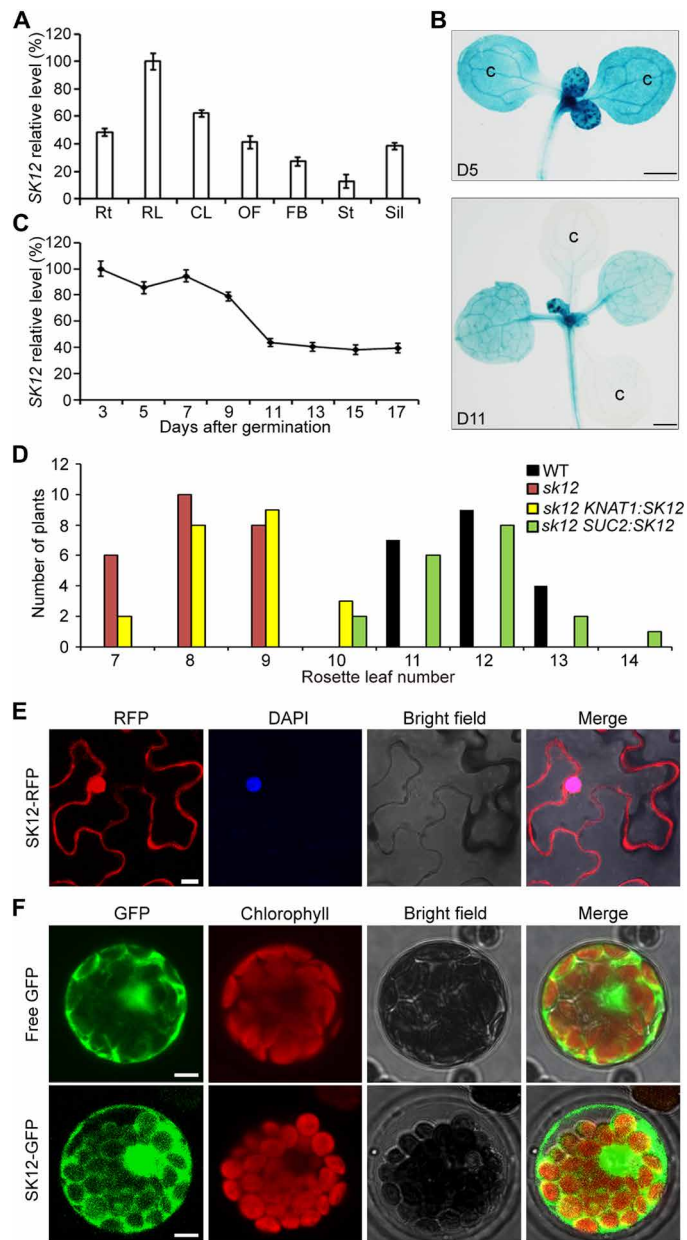 A
SK12 relative level (%)
120
100
80
60
40
20
0
Rt RL CL OF FB St Sil
B
C
C
D5
C
C
D11
C
SK12 relative level (%)
120
100
80
60
40
20
0
3 5 7 9 11 13 15 17
Days after germination
D
Number of plants
12
10
8
6
4
2
0
7 8 9 10 11 12 13 14
Rosette leaf number
WT
sk12
sk12 KNAT1:SK12
sk12 SUC2:SK12
E
RFP DAPI Bright field Merge
SK12-RFP
F
GFP Chlorophyll Bright field Merge
Free GFP
SK12-GFP